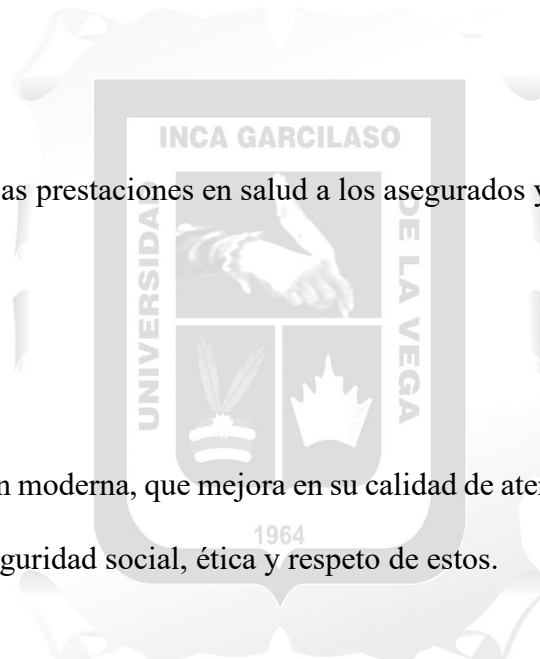 INCA GARCILASO
as prestaciones en salud a los asegurados y
UNIVERSIDAD
DE LA VEGA
n moderna, que mejora en su calidad de ate
1964
guridad social, ética y respeto de estos.